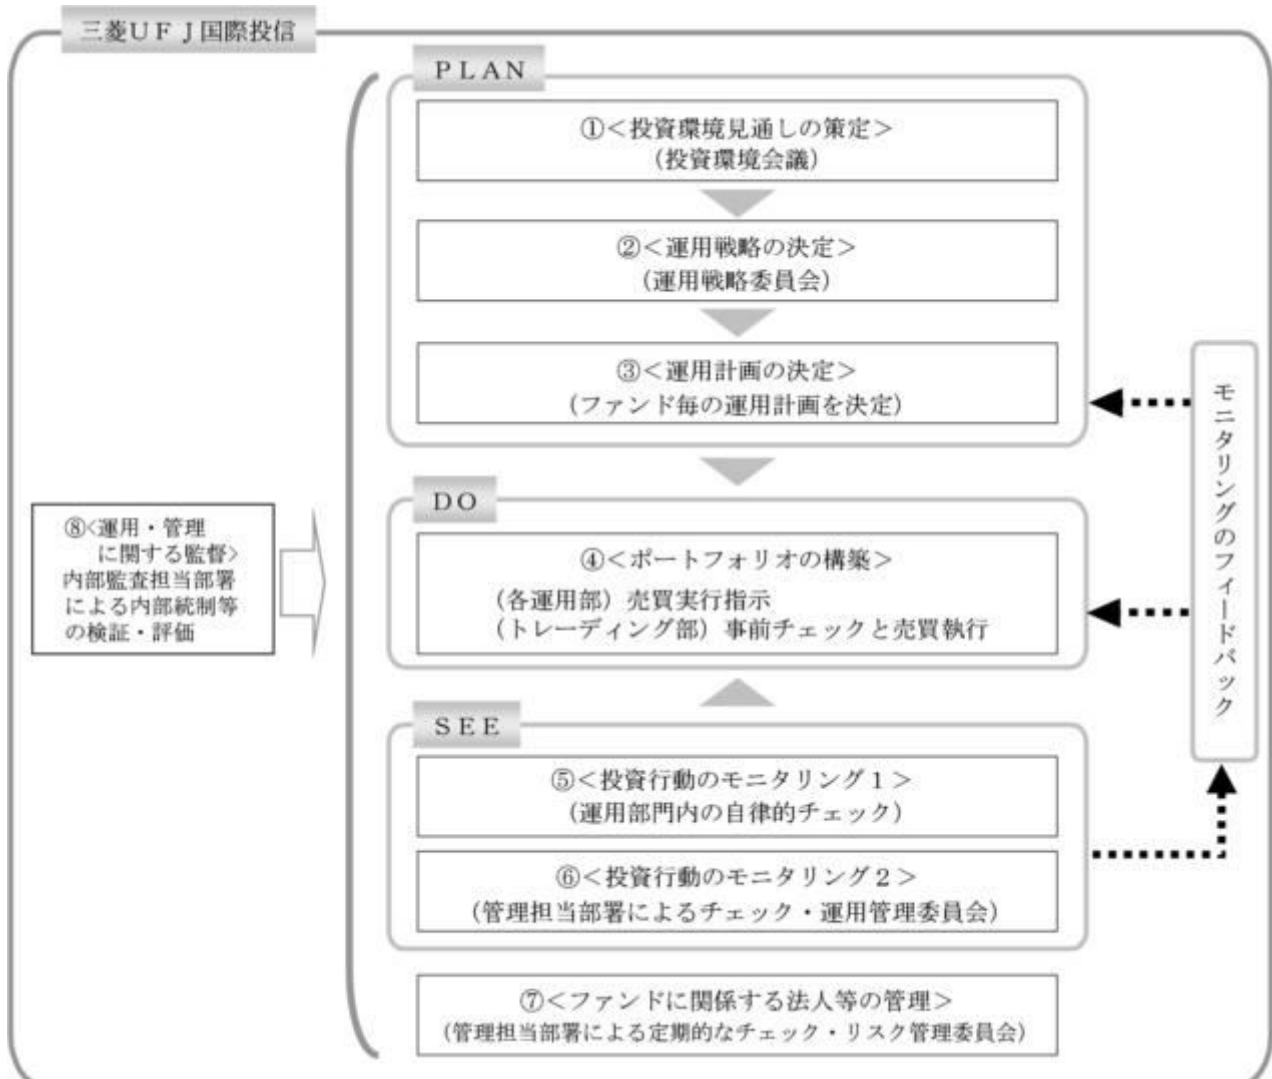 三菱ＵＦＪ国際投信
ＰＬＡＮ
①＜投資環境見通しの策定＞
（投資環境会議）
②＜運用戦略の決定＞
（運用戦略委員会）
③＜運用計画の決定＞
（ファンド毎の運用計画を決定）
ＤＯ
④＜ポートフォリオの構築＞
（各運用部）売買実行指示
（トレーディング部）事前チェックと売買執行
ＳＥＥ
⑤＜投資行動のモニタリング１＞
（運用部門内の自律的チェック）
⑥＜投資行動のモニタリング２＞
（管理担当部署によるチェック・運用管理委員会）
⑦＜ファンドに関係する法人等の管理＞
（管理担当部署による定期的なチェック・リスク管理委員会）
⑧<運用・管理
に関する監督>
内部監査担当部署
による内部統制等
の検証・評価
モニタリングのフィードバック